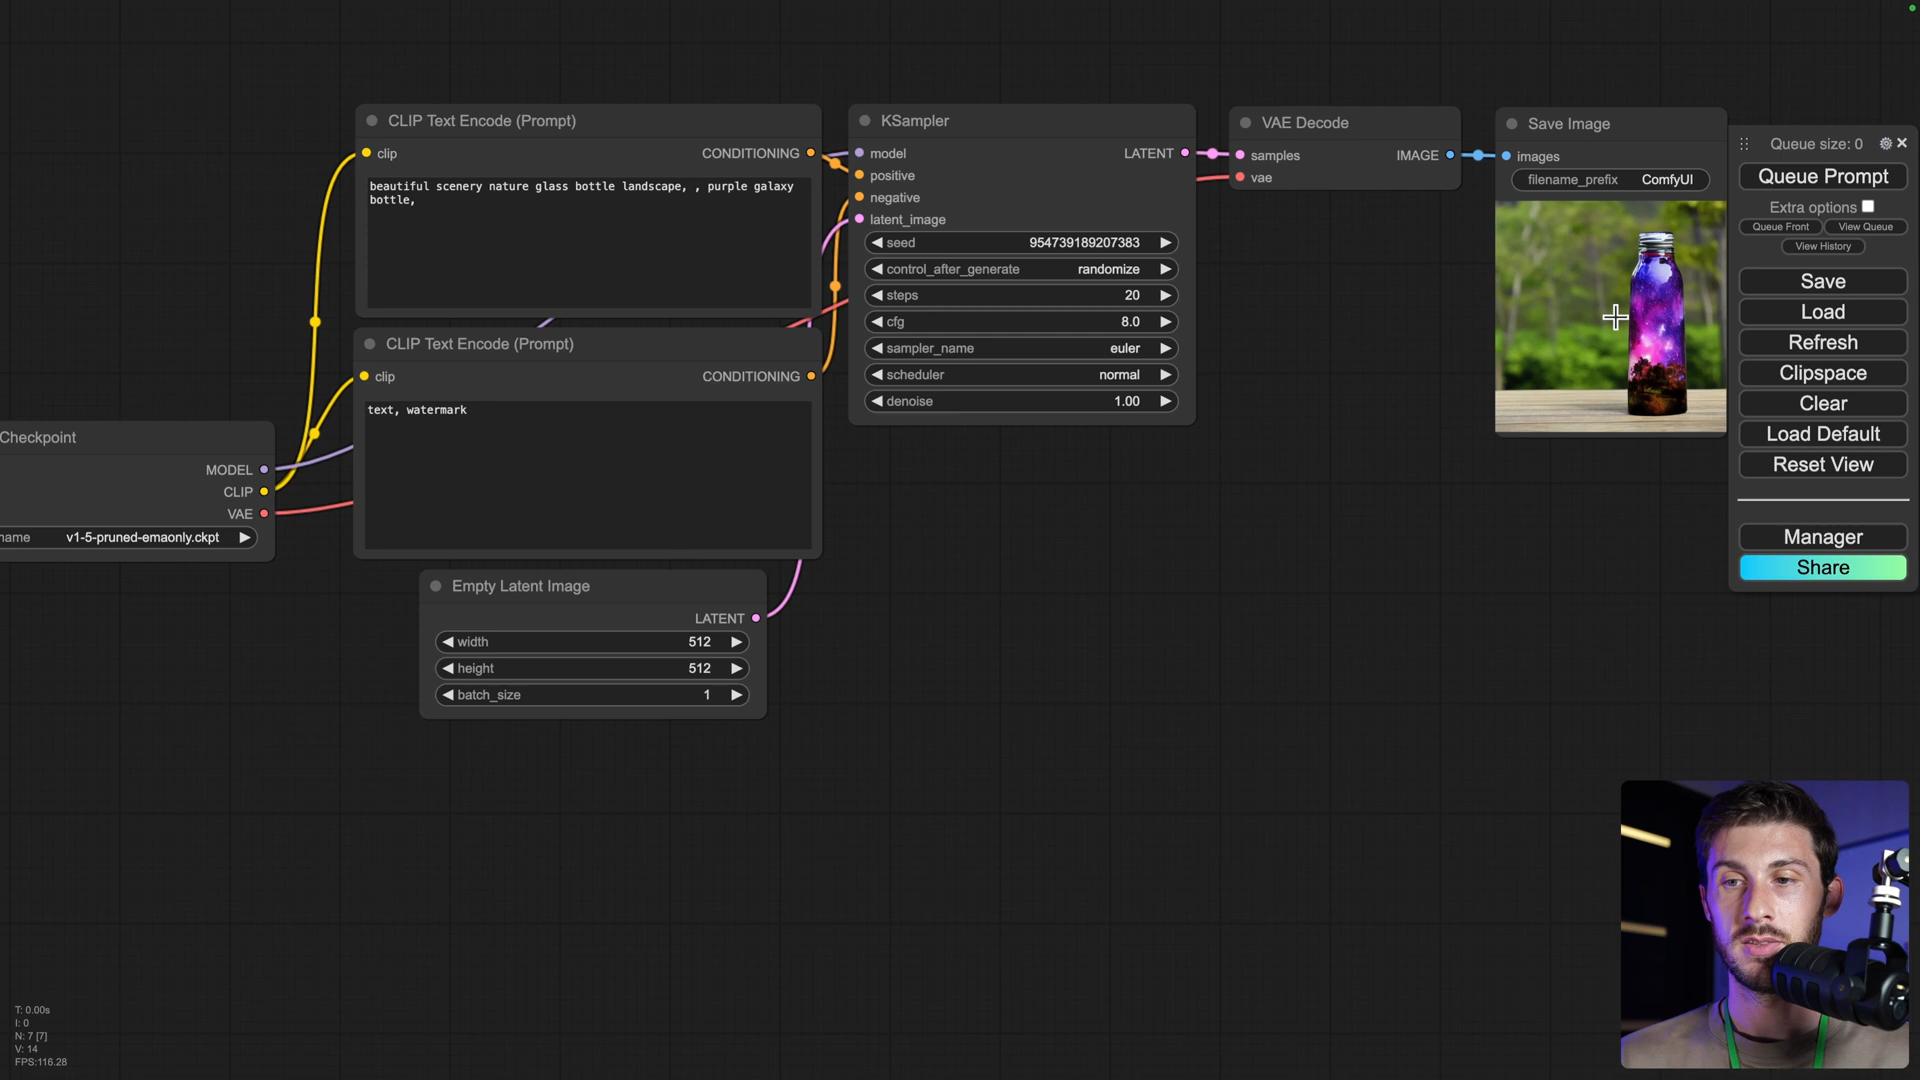 CLIP Text Encode (Prompt)
clip
CONDITIONING
beautiful scenery nature glass bottle landscape, , purple galaxy
bottle,
CLIP Text Encode (Prompt)
clip
CONDITIONING
text, watermark
Checkpoint
MODEL
CLIP
VAE
name
v1-5-pruned-emaonly.ckpt
Empty Latent Image
LATENT
width 512
height 512
batch_size 1
KSampler
model
LATENT
positive
negative
latent_image
seed 954739189207383
control_after_generate randomize
steps 20
cfg 8.0
sampler_name euler
scheduler normal
denoise 1.00
VAE Decode
samples
IMAGE
vae
Save Image
images
filename_prefix ComfyUI
Queue size: 0
Queue Prompt
Extra options
Queue Front
View Queue
View History
Save
Load
Refresh
Clipspace
Clear
Load Default
Reset View
Manager
Share
T: 0.00s
I: 0
N: 7 [7]
V: 14
FPS:116.28